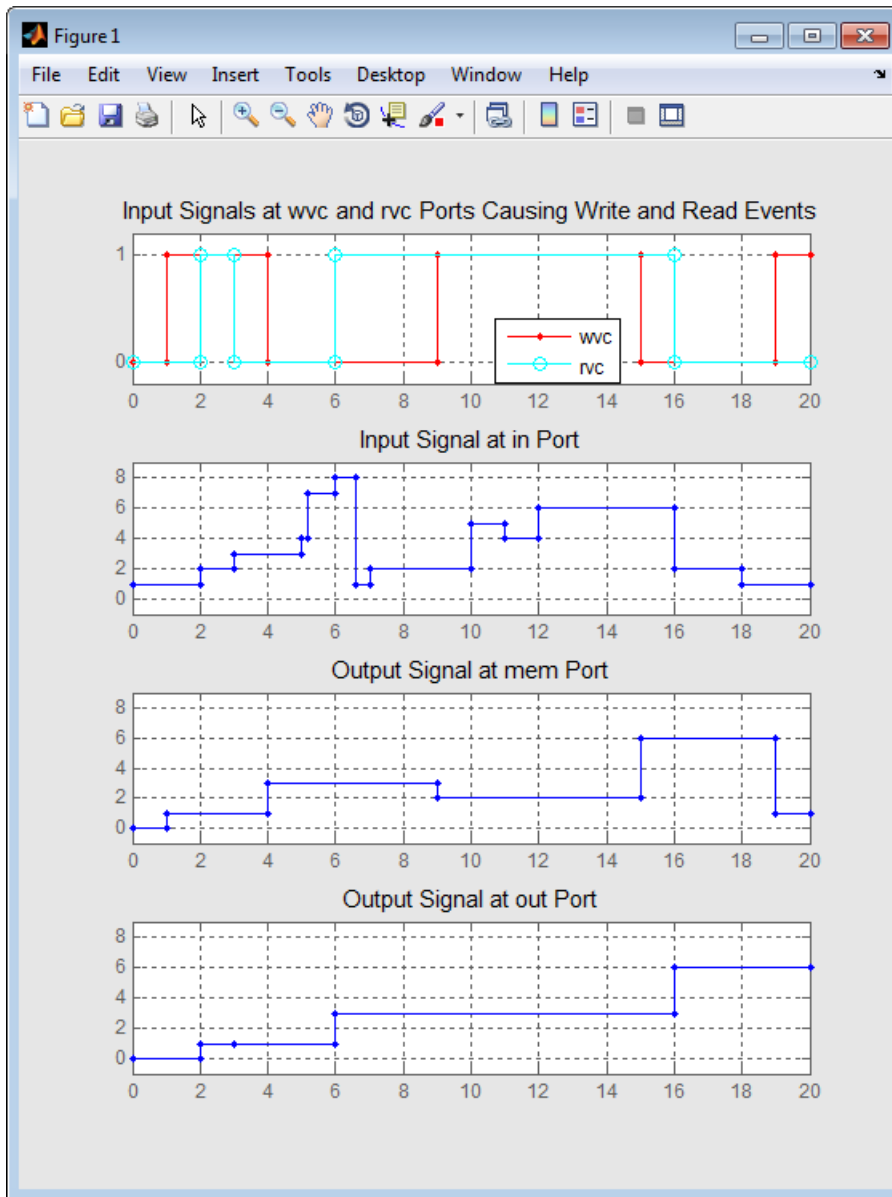 Figure 1
File Edit View Insert Tools Desktop Window Help
Input Signals at wvc and rvc Ports Causing Write and Read Events
1
0
wvc
rvc
0 2 4 6 8 10 12 14 16 18 20
Input Signal at in Port
8
6
4
2
0
0 2 4 6 8 10 12 14 16 18 20
Output Signal at mem Port
8
6
4
2
0
0 2 4 6 8 10 12 14 16 18 20
Output Signal at out Port
8
6
4
2
0
0 2 4 6 8 10 12 14 16 18 20